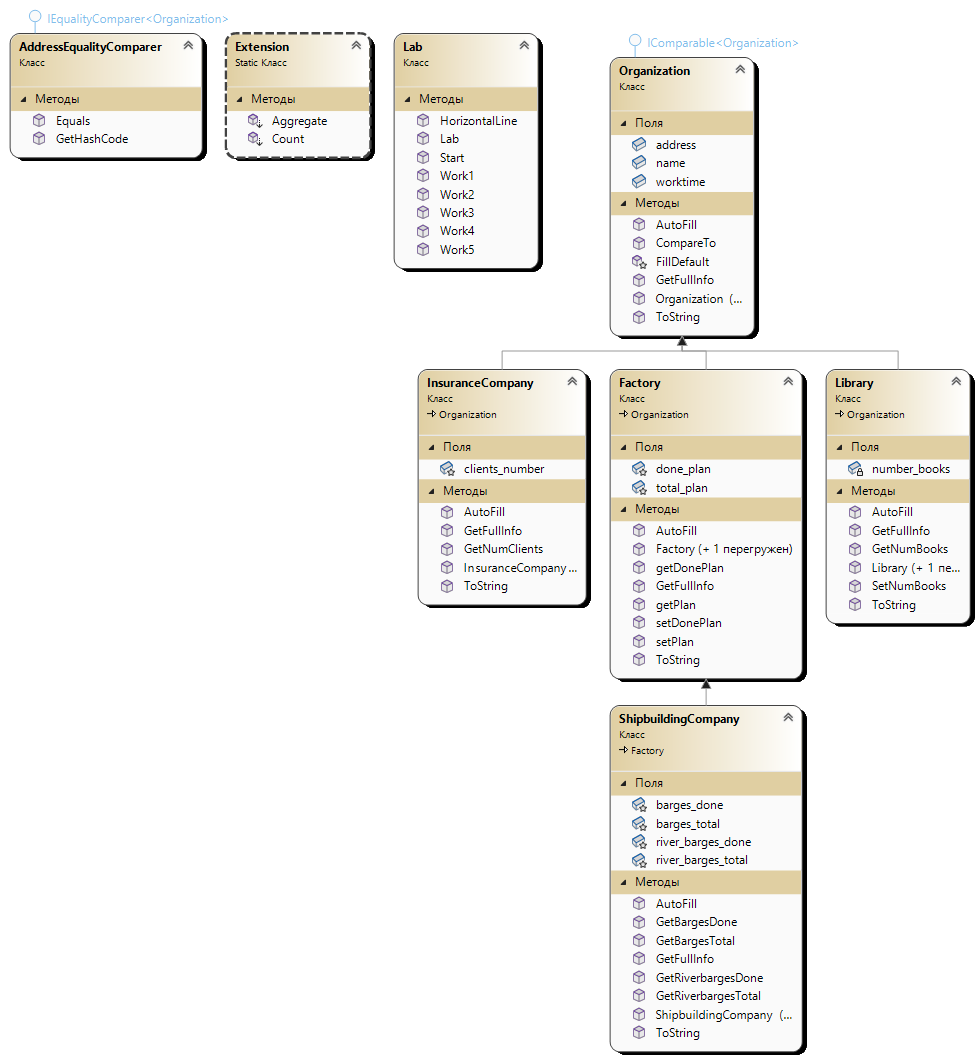 IEqualityComparer<Organization>
AddressEqualityComparer
Класс
Методы
Equals
GetHashCode
Extension
Static Класс
Методы
Aggregate
Count
Lab
Класс
Методы
HorizontalLine
Lab
Start
Work1
Work2
Work3
Work4
Work5
IComparable<Organization>
Organization
Класс
Поля
address
name
worktime
Методы
AutoFill
CompareTo
FillDefault
GetFullInfo
Organization (...
ToString
InsuranceCompany
Класс
Organization
Поля
clients_number
Методы
AutoFill
GetFullInfo
GetNumClients
InsuranceCompany ...
ToString
Factory
Класс
Organization
Поля
done_plan
total_plan
Методы
AutoFill
Factory (+ 1 перегружен)
getDonePlan
GetFullInfo
getPlan
setDonePlan
setPlan
ToString
Library
Класс
Organization
Поля
number_books
Методы
AutoFill
GetFullInfo
GetNumBooks
Library (+ 1 пе...
SetNumBooks
ToString
ShipbuildingCompany
Класс
Factory
Поля
barges_done
barges_total
river_barges_done
river_barges_total
Методы
AutoFill
GetBargesDone
GetBargesTotal
GetFullInfo
GetRiverbargesDone
GetRiverbargesTotal
ShipbuildingCompany (...
ToString